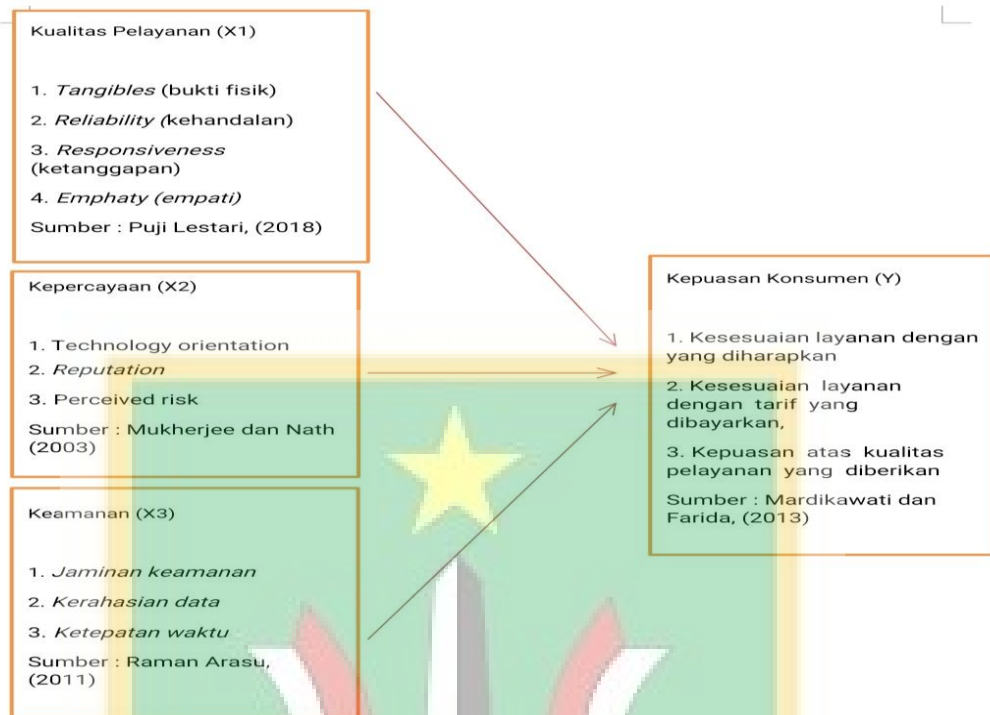 Kualitas Pelayanan (X1)
1. Tangibles (bukti fisik)
2. Reliability (kehandalan)
3. Responsiveness
(ketanggapan)
4. Emphaty (empati)
Sumber : Puji Lestari, (2018)
Kepercayaan (X2)
1. Technology orientation
2. Reputation
3. Perceived risk
Sumber : Mukherjee dan Nath
(2003)
Keamanan (X3)
1. Jaminan keamanan
2. Kerahasian data
3. Ketepatan waktu
Sumber : Raman Arasu,
(2011)
Kepuasan Konsumen (Y)
1. Kesesuaian layanan dengan
yang diharapkan
2. Kesesuaian layanan
dengan tarif yang
dibayarkan,
3. Kepuasan atas kualitas
pelayanan yang diberikan
Sumber : Mardikawati dan
Farida, (2013)